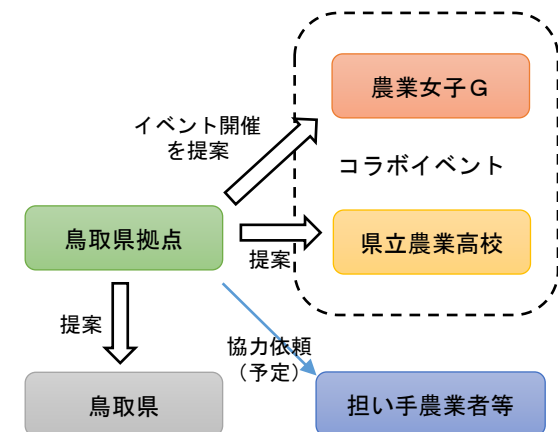 農業女子Ｇ
イベント開催
を提案
コラボイベント
鳥取県拠点
県立農業高校
提案
提案
協力依頼
（予定）
鳥取県
担い手農業者等